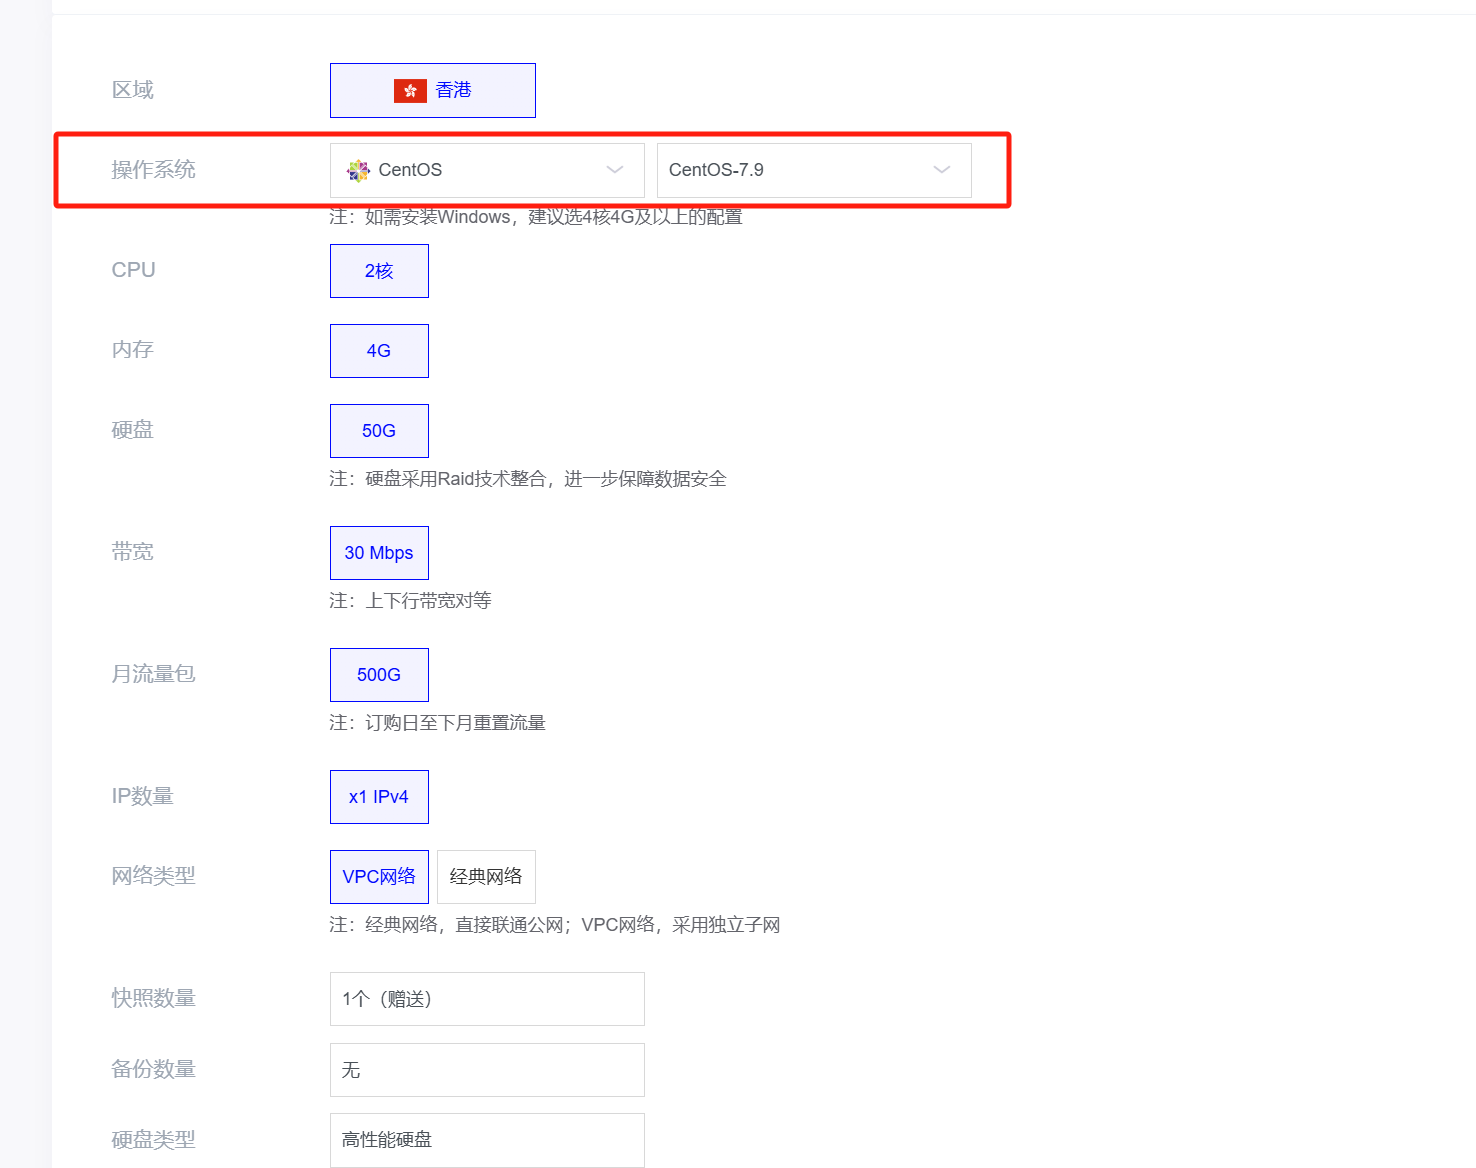 区域
香港
操作系统
CentOS
CentOS-7.9
注：如需安装Windows，建议选4核4G及以上的配置
CPU
2核
内存
4G
硬盘
50G
注：硬盘采用Raid技术整合，进一步保障数据安全
带宽
30 Mbps
注：上下行带宽对等
月流量包
500G
注：订购日至下月重置流量
IP数量
x1 IPv4
网络类型
VPC网络
经典网络
注：经典网络，直接联通公网；VPC网络，采用独立子网
快照数量
1个（赠送）
备份数量
无
硬盘类型
高性能硬盘